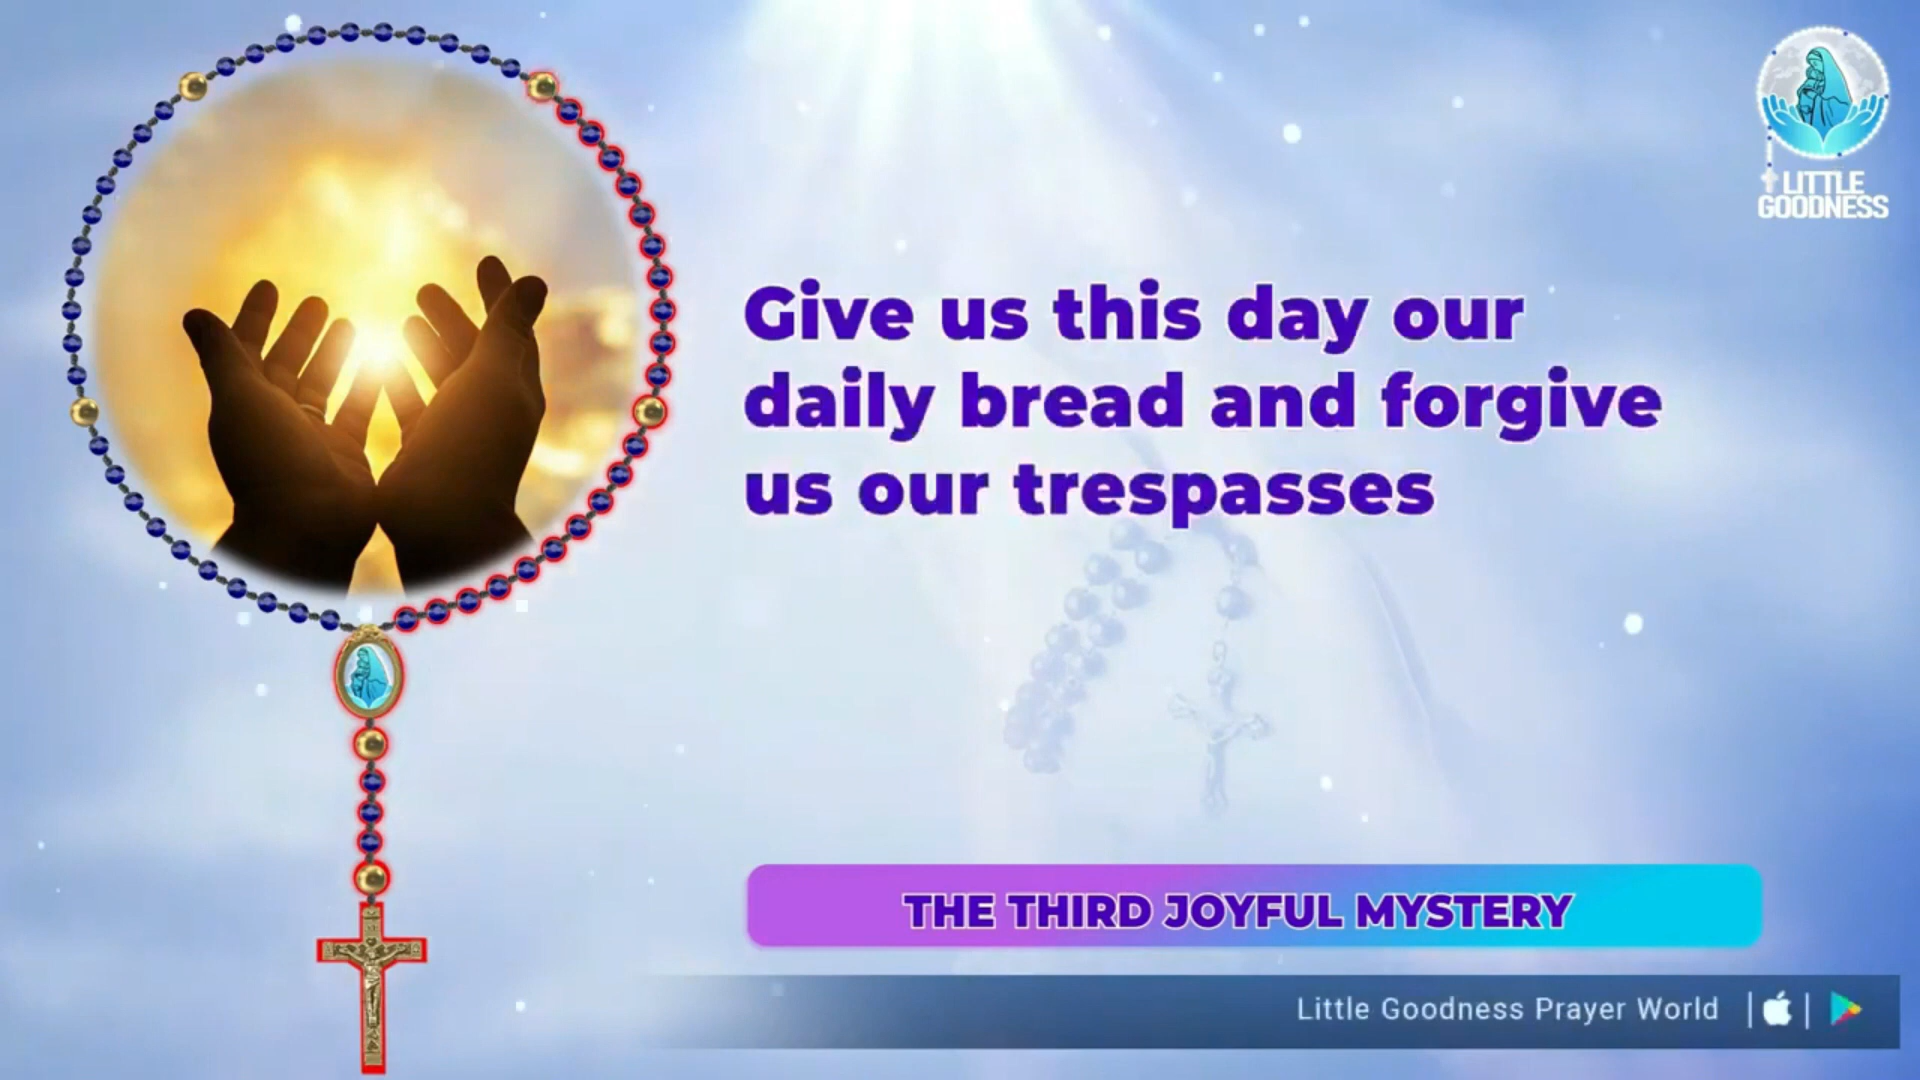 LITTLE
GOODNESS
Give us this day our
daily bread and forgive
us our trespasses
THE THIRD JOYFUL MYSTERY
Little Goodness Prayer World